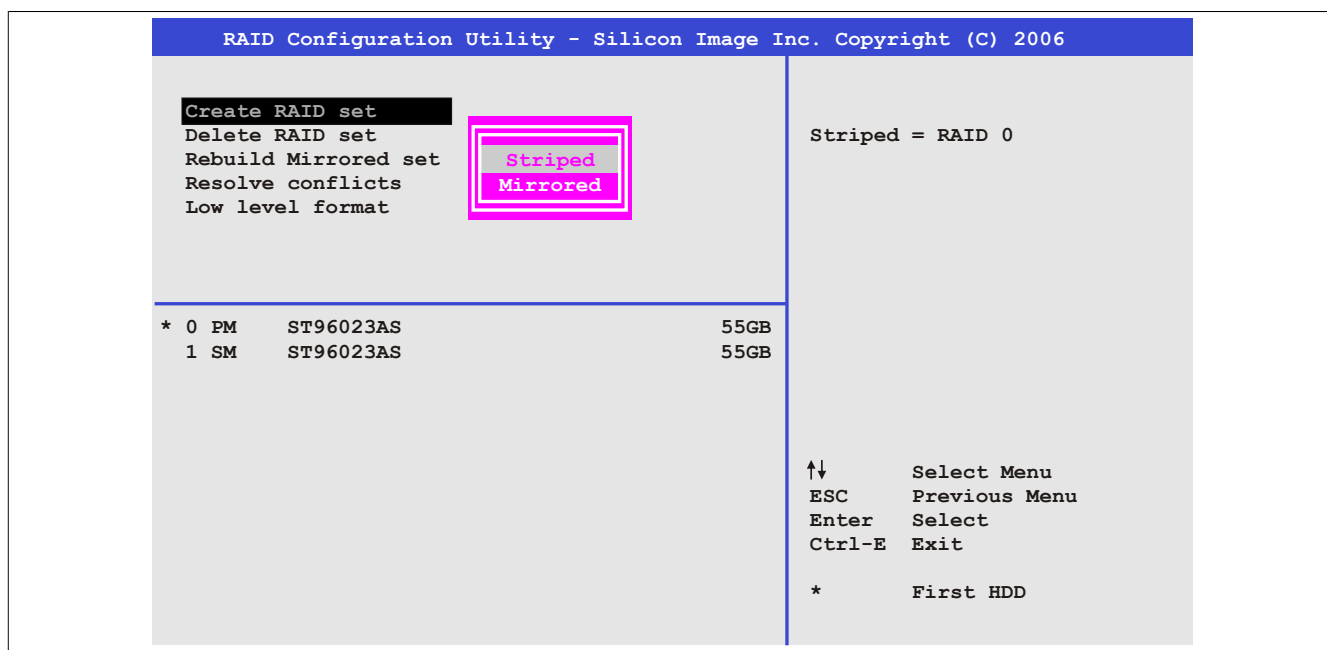 RAID Configuration Utility - Silicon Image Inc. Copyright (C) 2006
Create RAID set
Delete RAID set
Rebuild Mirrored set
Resolve conflicts
Low level format
Striped
Mirrored
Striped = RAID 0
* 0 PM ST96023AS 55GB
1 SM ST96023AS 55GB
↑↓ Select Menu
ESC Previous Menu
Enter Select
Ctrl-E Exit
* First HDD